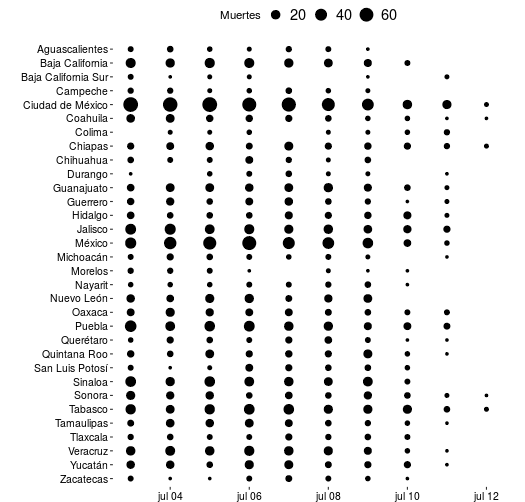 Muertes 20 40 60
Aguascalientes
Baja California
Baja California Sur
Campeche
Ciudad de México
Coahuila
Colima
Chiapas
Chihuahua
Durango
Guanajuato
Guerrero
Hidalgo
Jalisco
México
Michoacán
Morelos
Nayarit
Nuevo León
Oaxaca
Puebla
Querétaro
Quintana Roo
San Luis Potosí
Sinaloa
Sonora
Tabasco
Tamaulipas
Tlaxcala
Veracruz
Yucatán
Zacatecas
jul 04 jul 06 jul 08 jul 10 jul 12